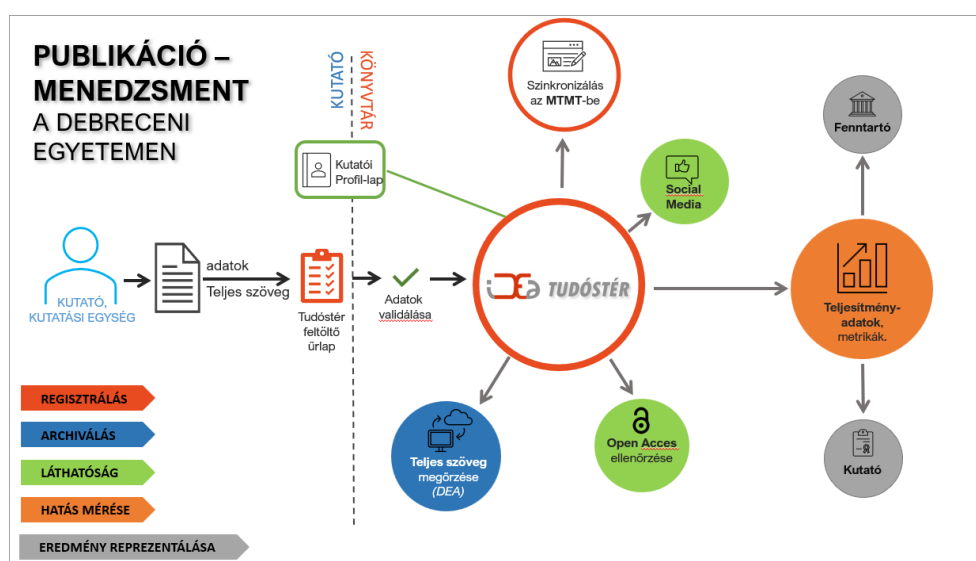 PUBLIKÁCIÓ –
MENEDZSMENT
A DEBRECENI
EGYETEMEN
KUTATÓ
KÖNYVTÁR
Szinkronizálás
az MTMT-be
Fenntartó
Kutatói
Profil-lap
Social
Media
KUTATÓ,
KUTATÁSI EGYSÉG
adatok
Teljes szöveg
Tudóstér
feltöltő
űrlap
Adatok
validálása
iDEa TUDÓSTÉR
Teljesítmény-
adatok,
metrikák.
REGISZTRÁLÁS
ARCHIVÁLÁS
LÁTHATÓSÁG
HATÁS MÉRÉSE
EREDMÉNY REPREZENTÁLÁSA
Teljes szöveg
megőrzése
(DEA)
Open Acces
ellenőrzése
Kutató